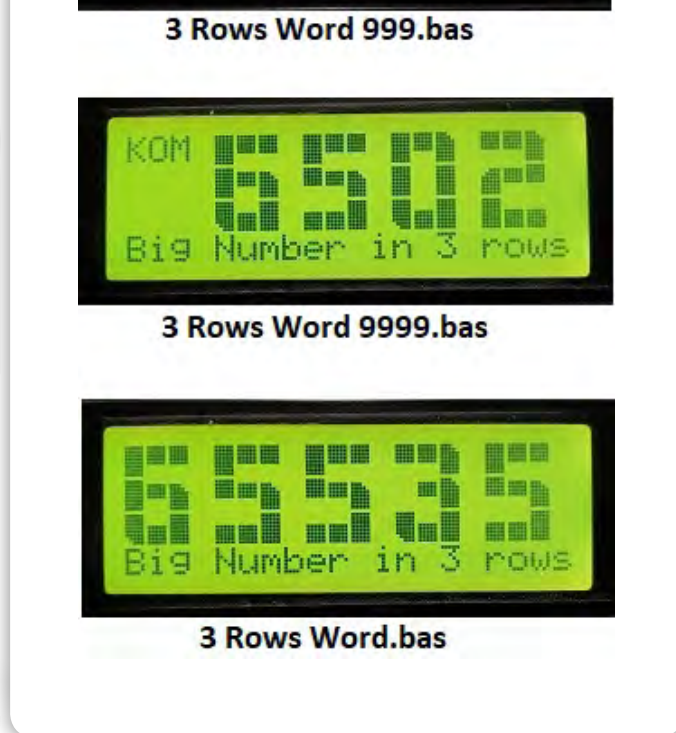 3 Rows Word 999.bas
KOM 6502
Big Number in 3 rows
3 Rows Word 9999.bas
65535
Big Number in 3 rows
3 Rows Word.bas